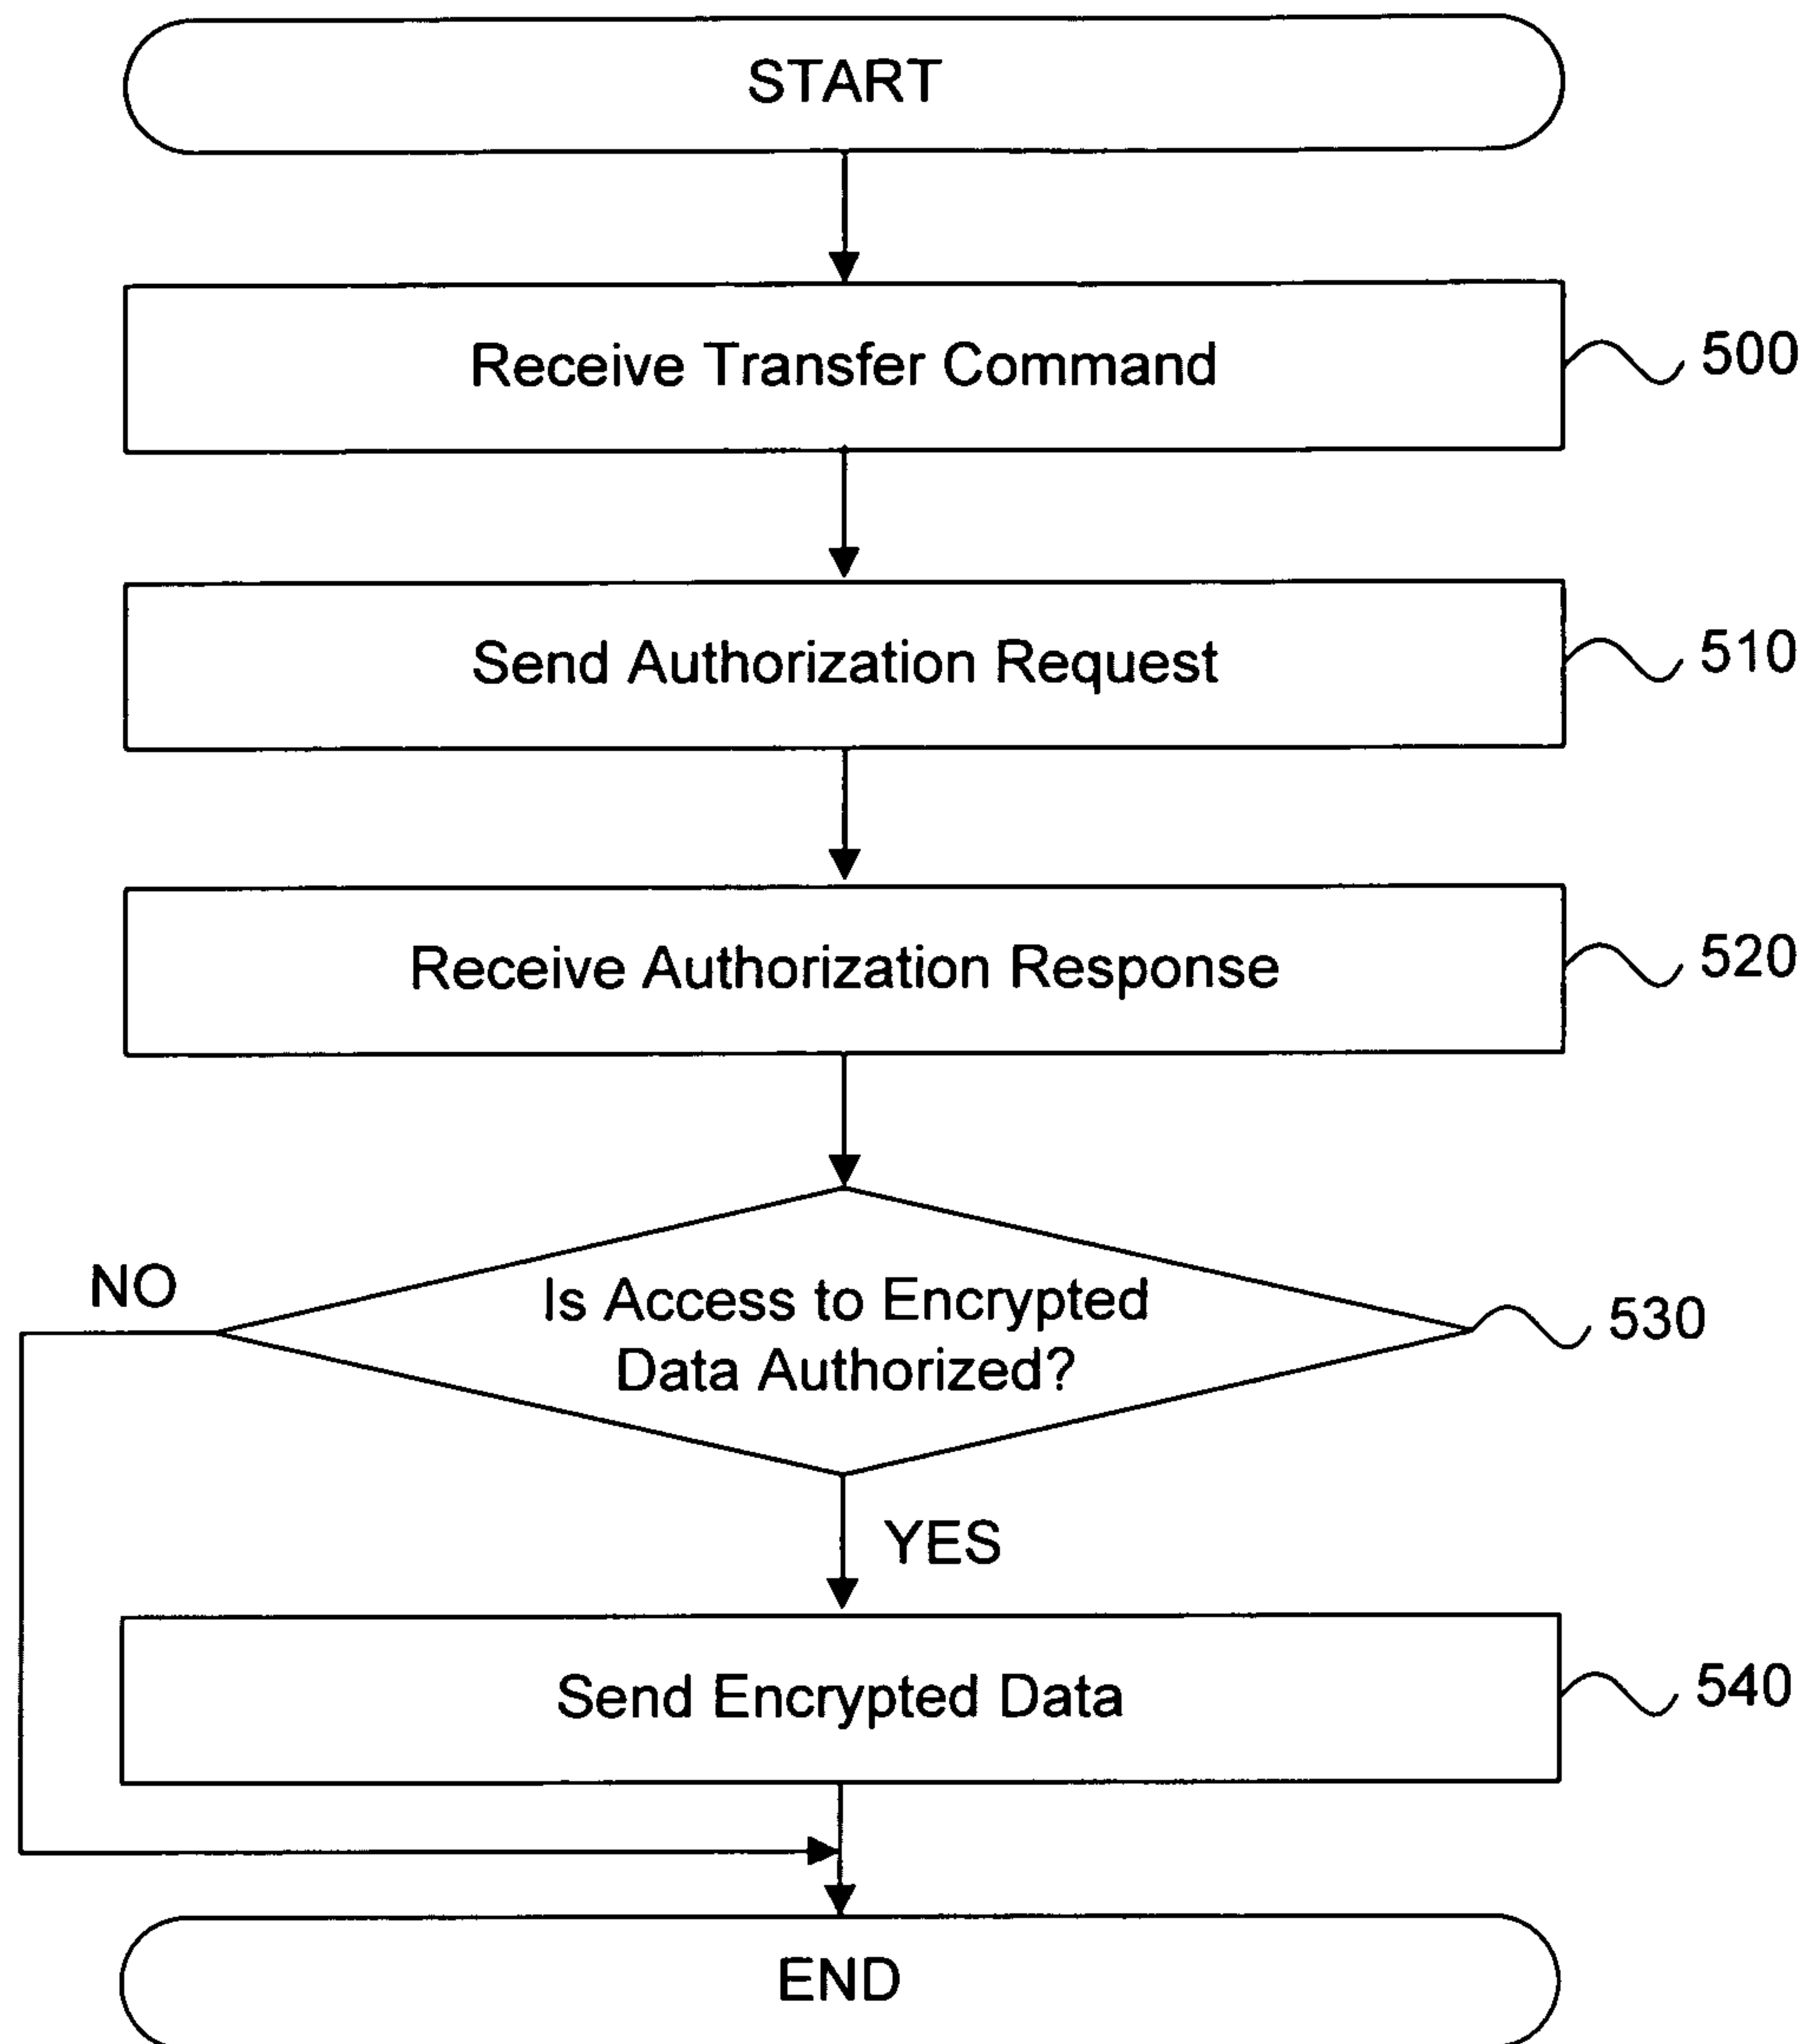 START
Receive Transfer Command
500
Send Authorization Request
510
Receive Authorization Response
520
NO
Is Access to Encrypted
Data Authorized?
530
YES
Send Encrypted Data
540
END